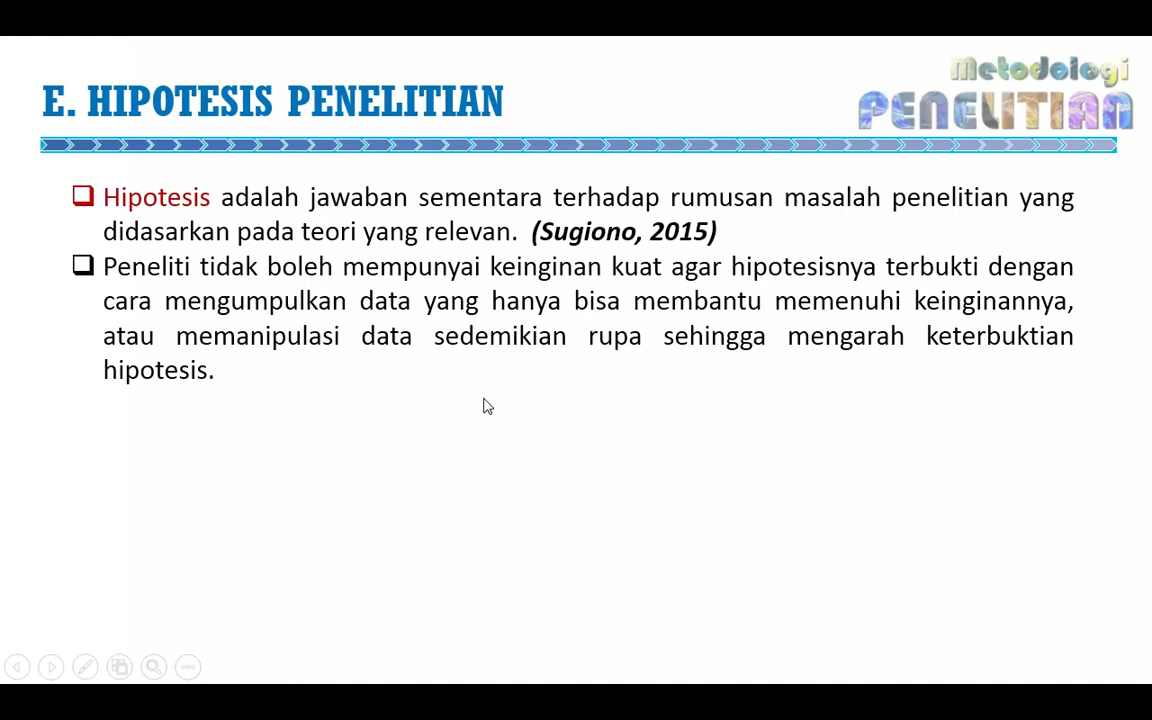 Metodologi
PENELITIAN
E. HIPOTESIS PENELITIAN
Hipotesis adalah jawaban sementara terhadap rumusan masalah penelitian yang
didasarkan pada teori yang relevan. (Sugiono, 2015)
Peneliti tidak boleh mempunyai keinginan kuat agar hipotesisnya terbukti dengan
cara mengumpulkan data yang hanya bisa membantu memenuhi keinginannya,
atau memanipulasi data sedemikian rupa sehingga mengarah keterbuktian
hipotesis.